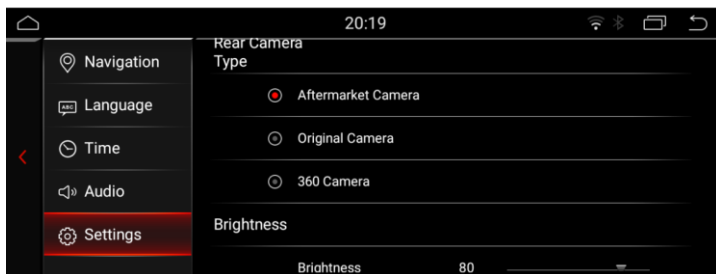 20:19
Navigation
ABC Language
Time
Audio
Settings
Rear Camera
Type
Aftermarket Camera
Original Camera
360 Camera
Brightness
Brightness 80